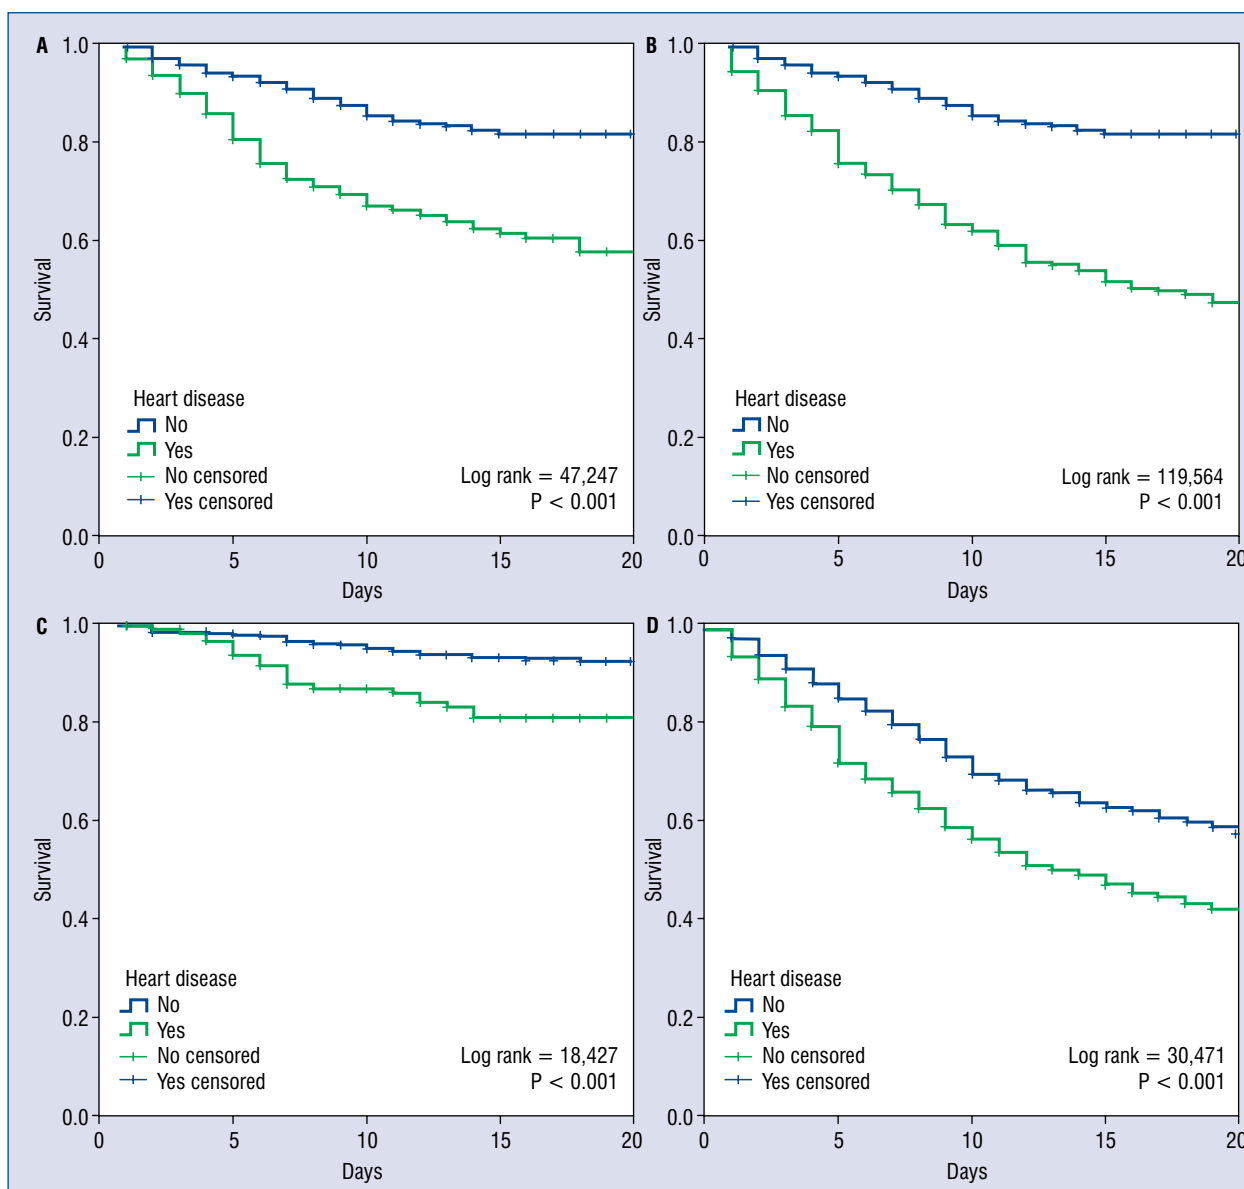 A
1.0
0.8
0.6
0.4
0.2
0.0
Survival
Heart disease
No
Yes
No censored
Yes censored
Log rank = 47,247
P < 0.001
0 5 10 15 20
Days
B
1.0
0.8
0.6
0.4
0.2
0.0
Survival
Heart disease
No
Yes
No censored
Yes censored
Log rank = 119,564
P < 0.001
0 5 10 15 20
Days
C
1.0
0.8
0.6
0.4
0.2
0.0
Survival
Heart disease
No
Yes
No censored
Yes censored
Log rank = 18,427
P < 0.001
0 5 10 15 20
Days
D
1.0
0.8
0.6
0.4
0.2
0.0
Survival
Heart disease
No
Yes
No censored
Yes censored
Log rank = 30,471
P < 0.001
0 5 10 15 20
Days